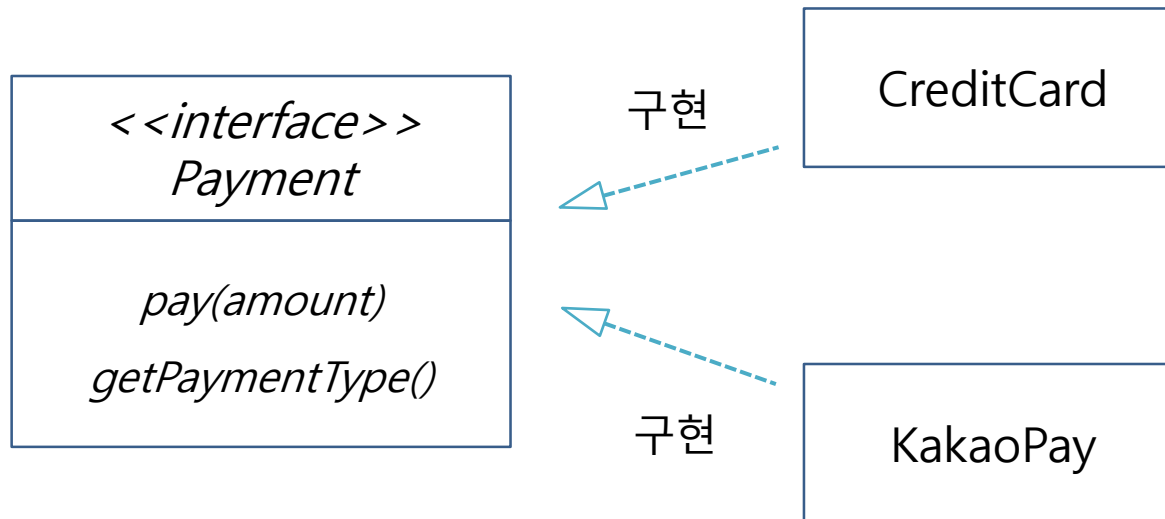 <<interface>>
Payment
pay(amount)
getPaymentType()
구현
CreditCard
구현
KakaoPay